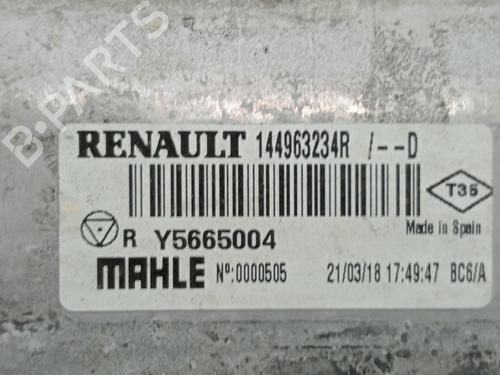 B-PARTS
RENAULT 144963234R /--D
T35
Made in Spain
R Y5665004
MAHLE Nº:0000505 21/03/18 17:49:47 BC6/A